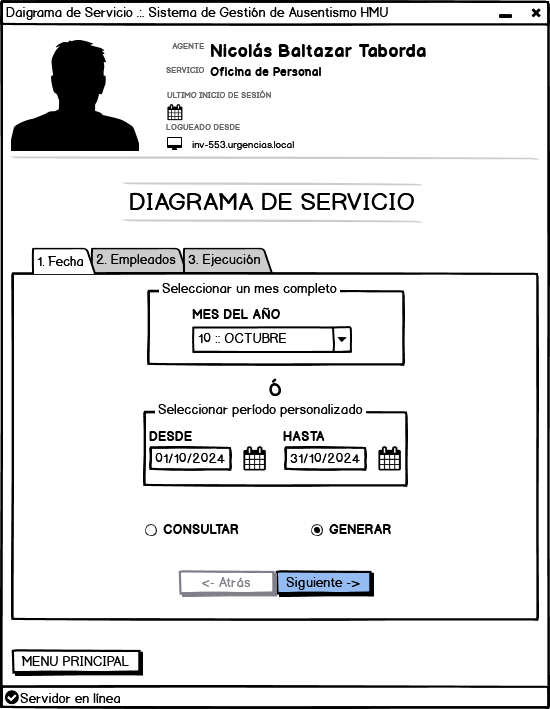 Daigrama de Servicio .:. Sistema de Gestión de Ausentismo HMU
AGENTE Nicolás Baltazar Taborda
SERVICIO Oficina de Personal
ULTIMO INICIO DE SESIÓN
LOGUEADO DESDE
inv-553.urgencias.local
DIAGRAMA DE SERVICIO
1. Fecha 2. Empleados 3. Ejecución
Seleccionar un mes completo
MES DEL AÑO
10 :: OCTUBRE
Ó
Seleccionar período personalizado
DESDE HASTA
01/10/2024 31/10/2024
CONSULTAR GENERAR
<- Atrás Siguiente ->
MENU PRINCIPAL
Servidor en línea